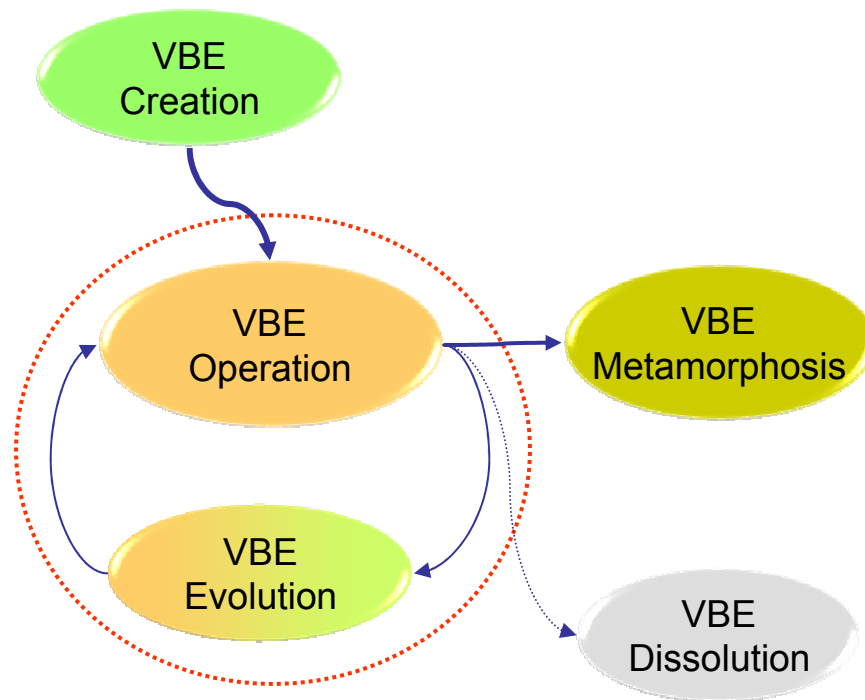 VBE
Creation
VBE
Operation
VBE
Metamorphosis
VBE
Evolution
VBE
Dissolution